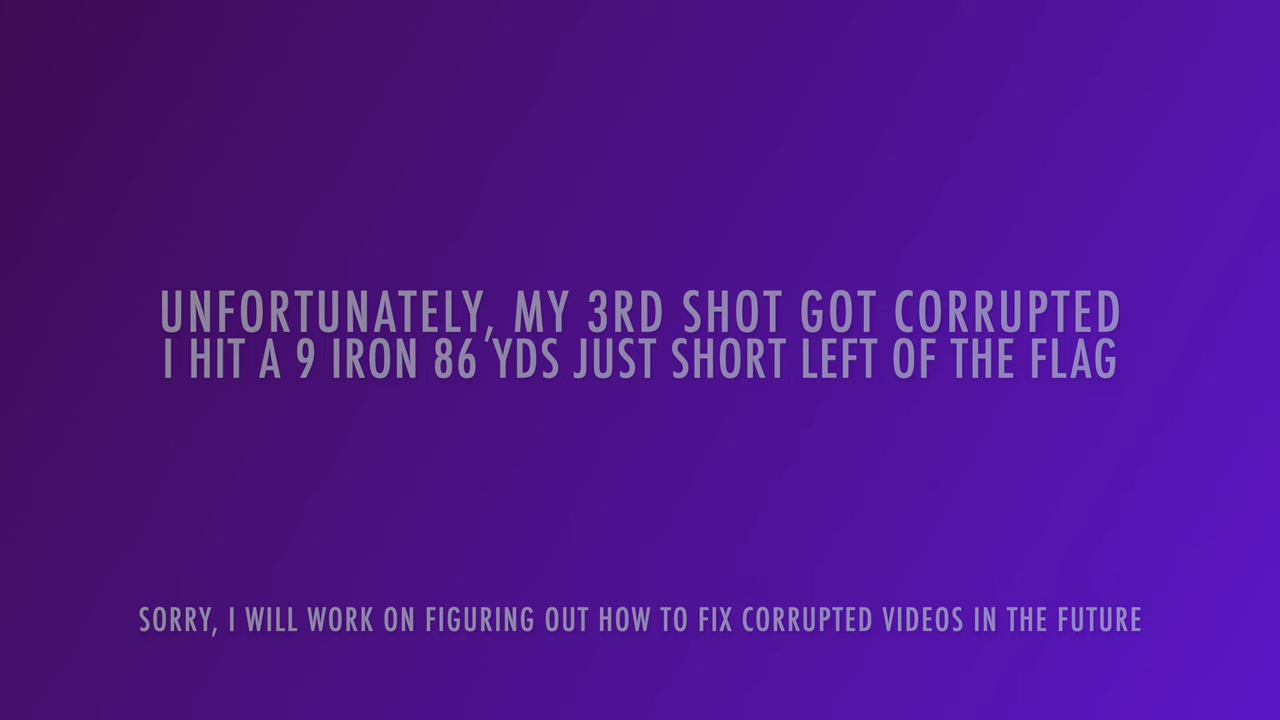 UNFORTUNATELY, MY 3RD SHOT GOT CORRUPTED
I HIT A 9 IRON 86 YDS JUST SHORT LEFT OF THE FLAG
SORRY, I WILL WORK ON FIGURING OUT HOW TO FIX CORRUPTED VIDEOS IN THE FUTURE